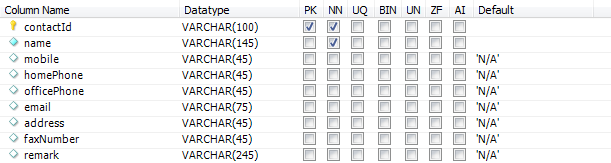 Column Name Datatype PK NN UQ BIN UN ZF AI Default
contactId VARCHAR(100)
name VARCHAR(145)
mobile VARCHAR(45) 'N/A'
homePhone VARCHAR(45) 'N/A'
officePhone VARCHAR(45) 'N/A'
email VARCHAR(75) 'N/A'
address VARCHAR(45) 'N/A'
faxNumber VARCHAR(45) 'N/A'
remark VARCHAR(245) 'N/A'